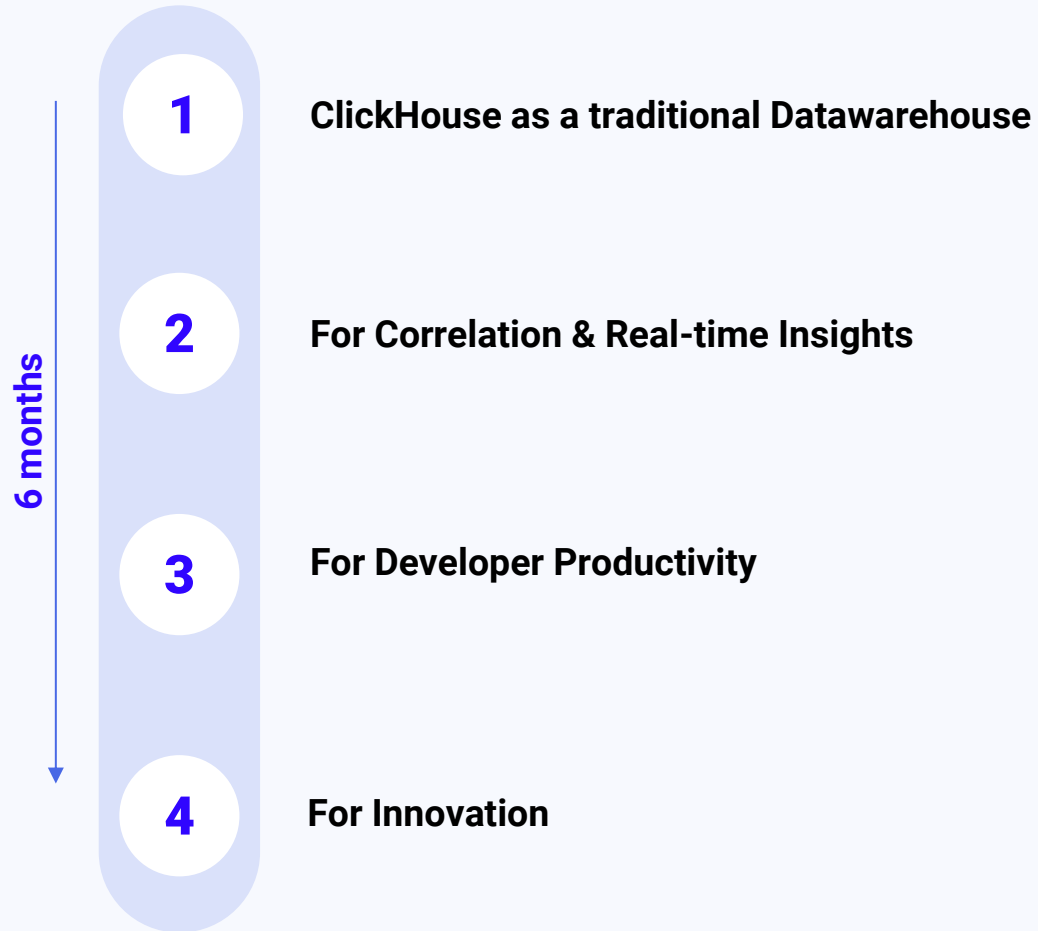 1
ClickHouse as a traditional Datawarehouse
2
For Correlation & Real-time Insights
6 months
3
For Developer Productivity
4
For Innovation